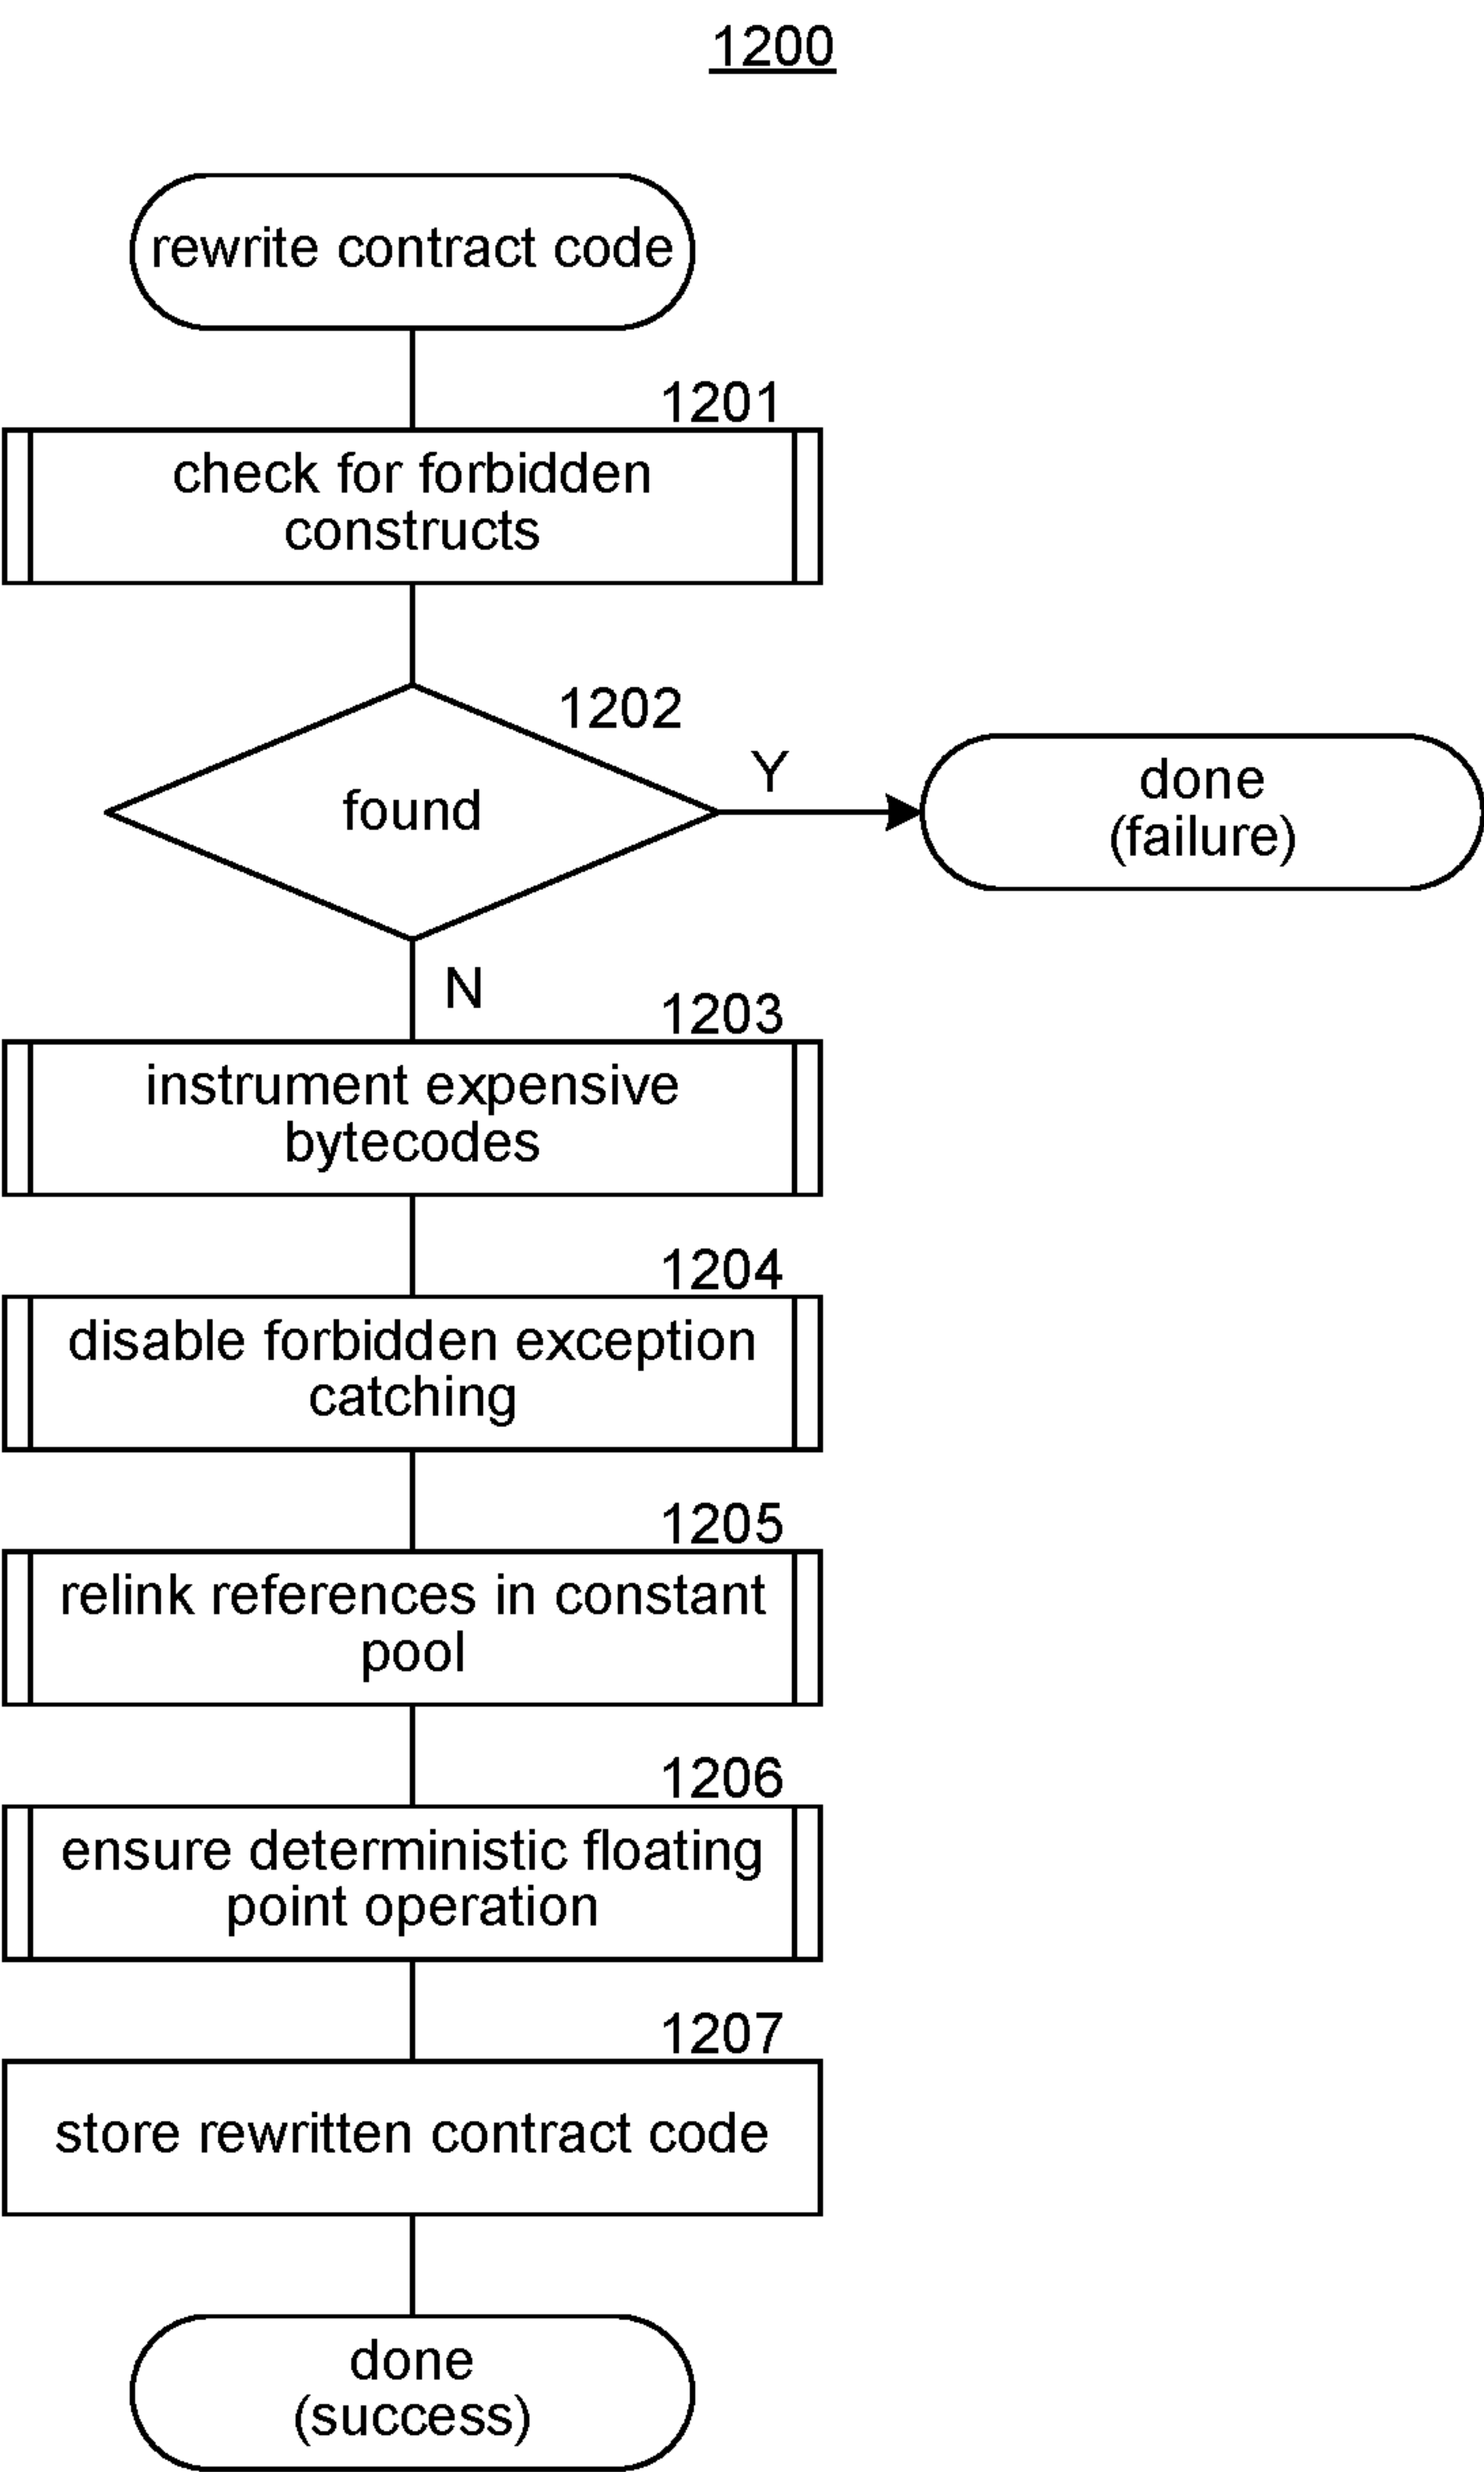 1200
rewrite contract code
1201
check for forbidden
constructs
1202
found
Y
done
(failure)
N
1203
instrument expensive
bytecodes
1204
disable forbidden exception
catching
1205
relink references in constant
pool
1206
ensure deterministic floating
point operation
1207
store rewritten contract code
done
(success)